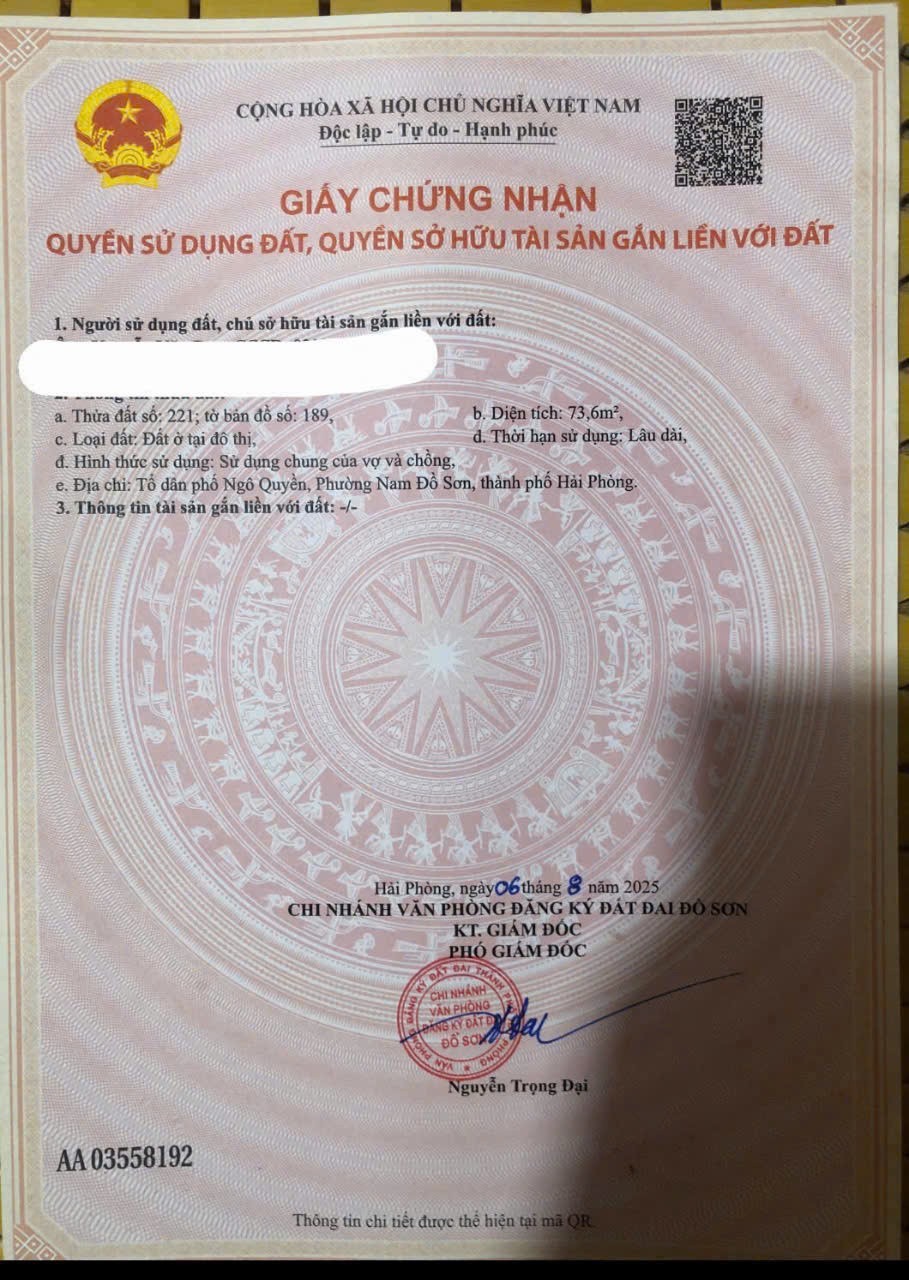 CỘNG HÒA XÃ HỘI CHỦ NGHĨA VIỆT NAM
Độc lập - Tự do - Hạnh phúc
GIẤY CHỨNG NHẬN
QUYỀN SỬ DỤNG ĐẤT, QUYỀN SỞ HỮU TÀI SẢN GẮN LIỀN VỚI ĐẤT
1. Người sử dụng đất, chủ sở hữu tài sản gắn liền với đất:
a. Thửa đất số: 221; tờ bản đồ số: 189,
b. Diện tích: 73,6m²,
c. Loại đất: Đất ở tại đô thị,
d. Thời hạn sử dụng: Lâu dài,
đ. Hình thức sử dụng: Sử dụng chung của vợ và chồng,
e. Địa chỉ: Tổ dân phố Ngô Quyền, Phường Nam Đồ Sơn, thành phố Hải Phòng.
3. Thông tin tài sản gắn liền với đất: -/-
Hải Phòng, ngày 06 tháng 8 năm 2025
CHI NHÁNH VĂN PHÒNG ĐĂNG KÝ ĐẤT ĐAI ĐỒ SƠN
KT. GIÁM ĐỐC
PHÓ GIÁM ĐỐC
VĂN PHÒNG ĐĂNG KÝ ĐẤT ĐAI THÀNH PHỐ PHÒNG
CHI NHÁNH
VĂN PHÒNG
ĐĂNG KÝ ĐẤT
ĐỒ SƠN
Nguyễn Trọng Đại
AA 03558192
Thông tin chi tiết được thể hiện tại mã QR.